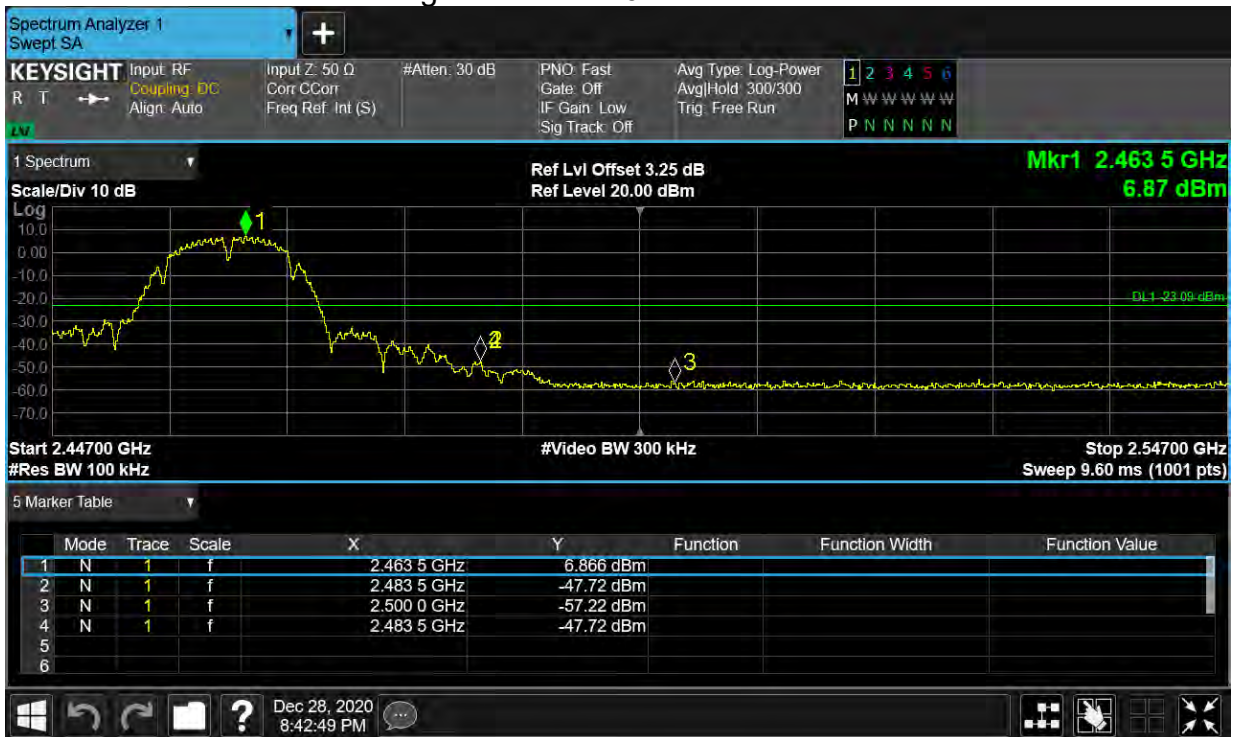 Spectrum Analyzer 1
Swept SA
+
KEYSIGHT Input: RF Input Z: 50 Ω #Atten: 30 dB PNO: Fast Avg Type: Log-Power 1 2 3 4 5 6
R T Coupling: DC Corr CCorr Gate: Off Avg|Hold: 300/300 M W W W W W W
Align: Auto Freq Ref: Int (S) IF Gain: Low Trig: Free Run
LXI Sig Track: Off P N N N N N N
1 Spectrum Ref Lvl Offset 3.25 dB Mkr1 2.463 5 GHz
Scale/Div 10 dB Ref Level 20.00 dBm 6.87 dBm
Log
1
10.0
0.00
-10.0
-20.0
DL1 -23.09 dBm
-30.0
-40.0
2
-50.0
3
-60.0
-70.0
Start 2.44700 GHz #Video BW 300 kHz Stop 2.54700 GHz
#Res BW 100 kHz Sweep 9.60 ms (1001 pts)
5 Marker Table
Mode Trace Scale X Y Function Function Width Function Value
1 N 1 f 2.463 5 GHz 6.866 dBm
2 N 1 f 2.483 5 GHz -47.72 dBm
3 N 1 f 2.500 0 GHz -57.22 dBm
4 N 1 f 2.483 5 GHz -47.72 dBm
5
6
? Dec 28, 2020
8:42:49 PM